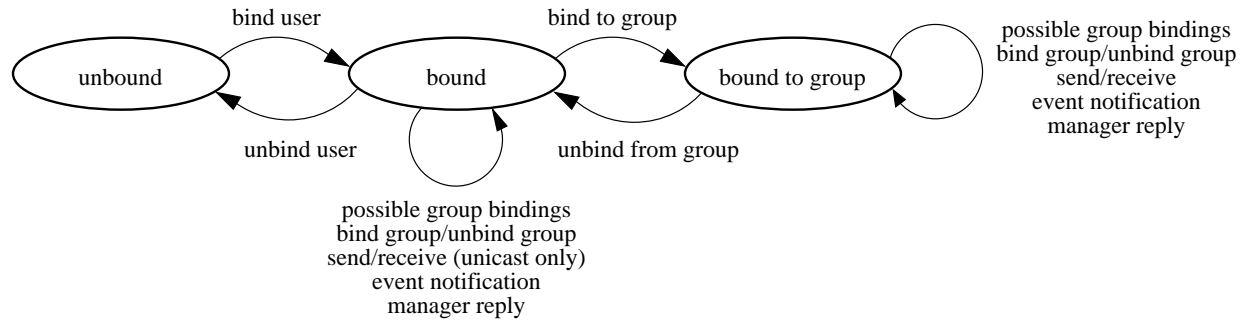 bind user
bind to group
unbound
bound
bound to group
unbind user
unbind from group
possible group bindings
bind group/unbind group
send/receive
event notification
manager reply
possible group bindings
bind group/unbind group
send/receive (unicast only)
event notification
manager reply